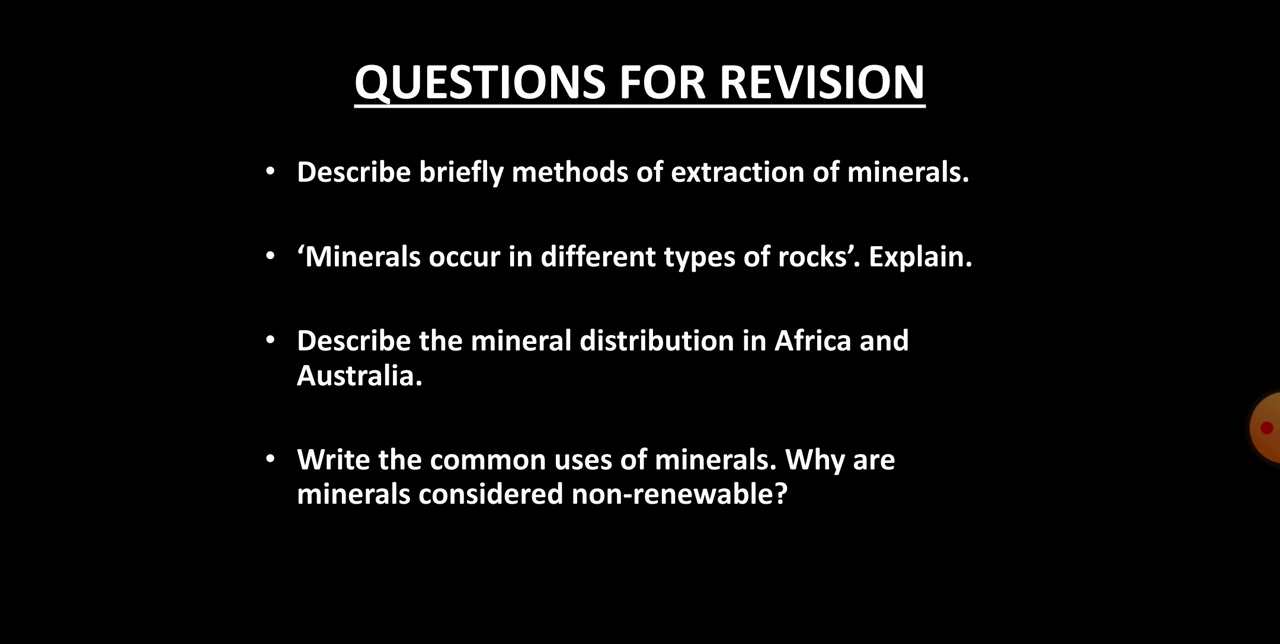 QUESTIONS FOR REVISION
• Describe briefly methods of extraction of minerals.
• ‘Minerals occur in different types of rocks’. Explain.
• Describe the mineral distribution in Africa and
Australia.
• Write the common uses of minerals. Why are
minerals considered non-renewable?